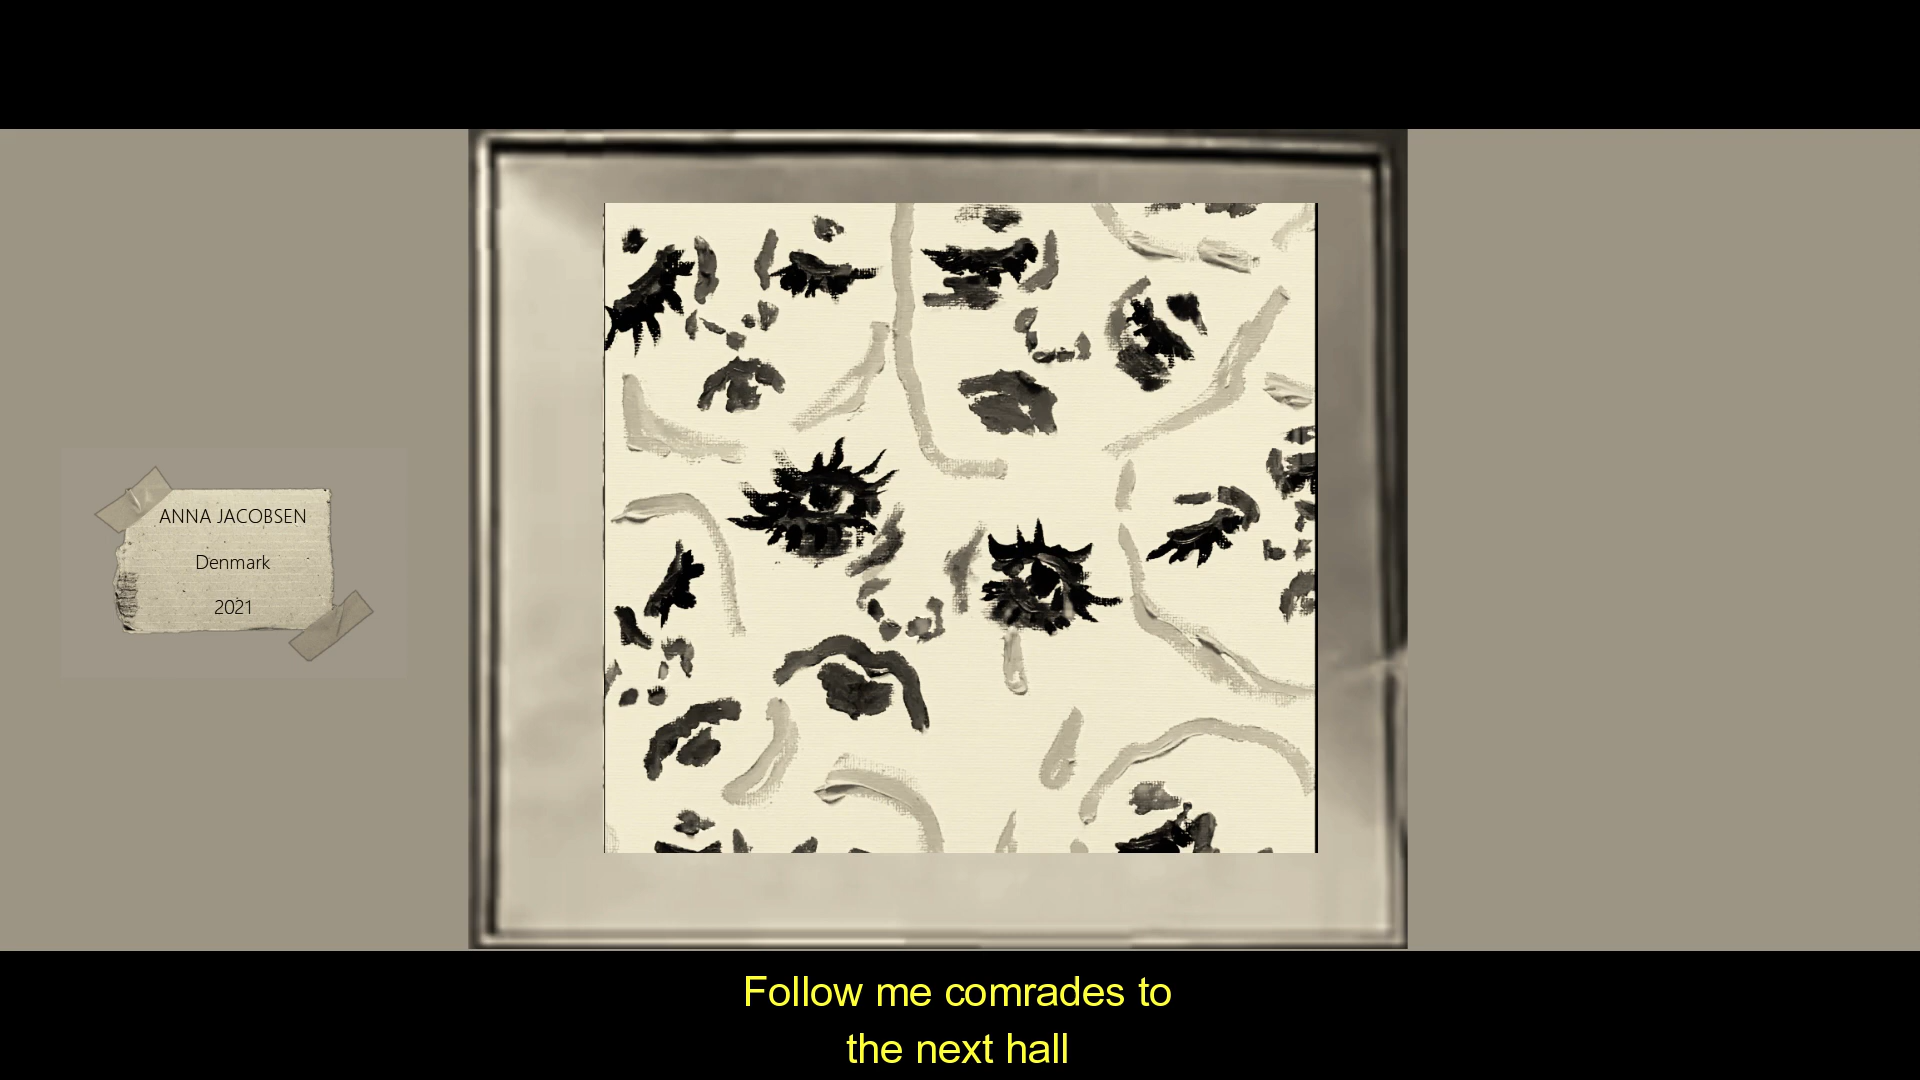 ANNA JACOBSEN
Denmark
2021
Follow me comrades to
the next hall